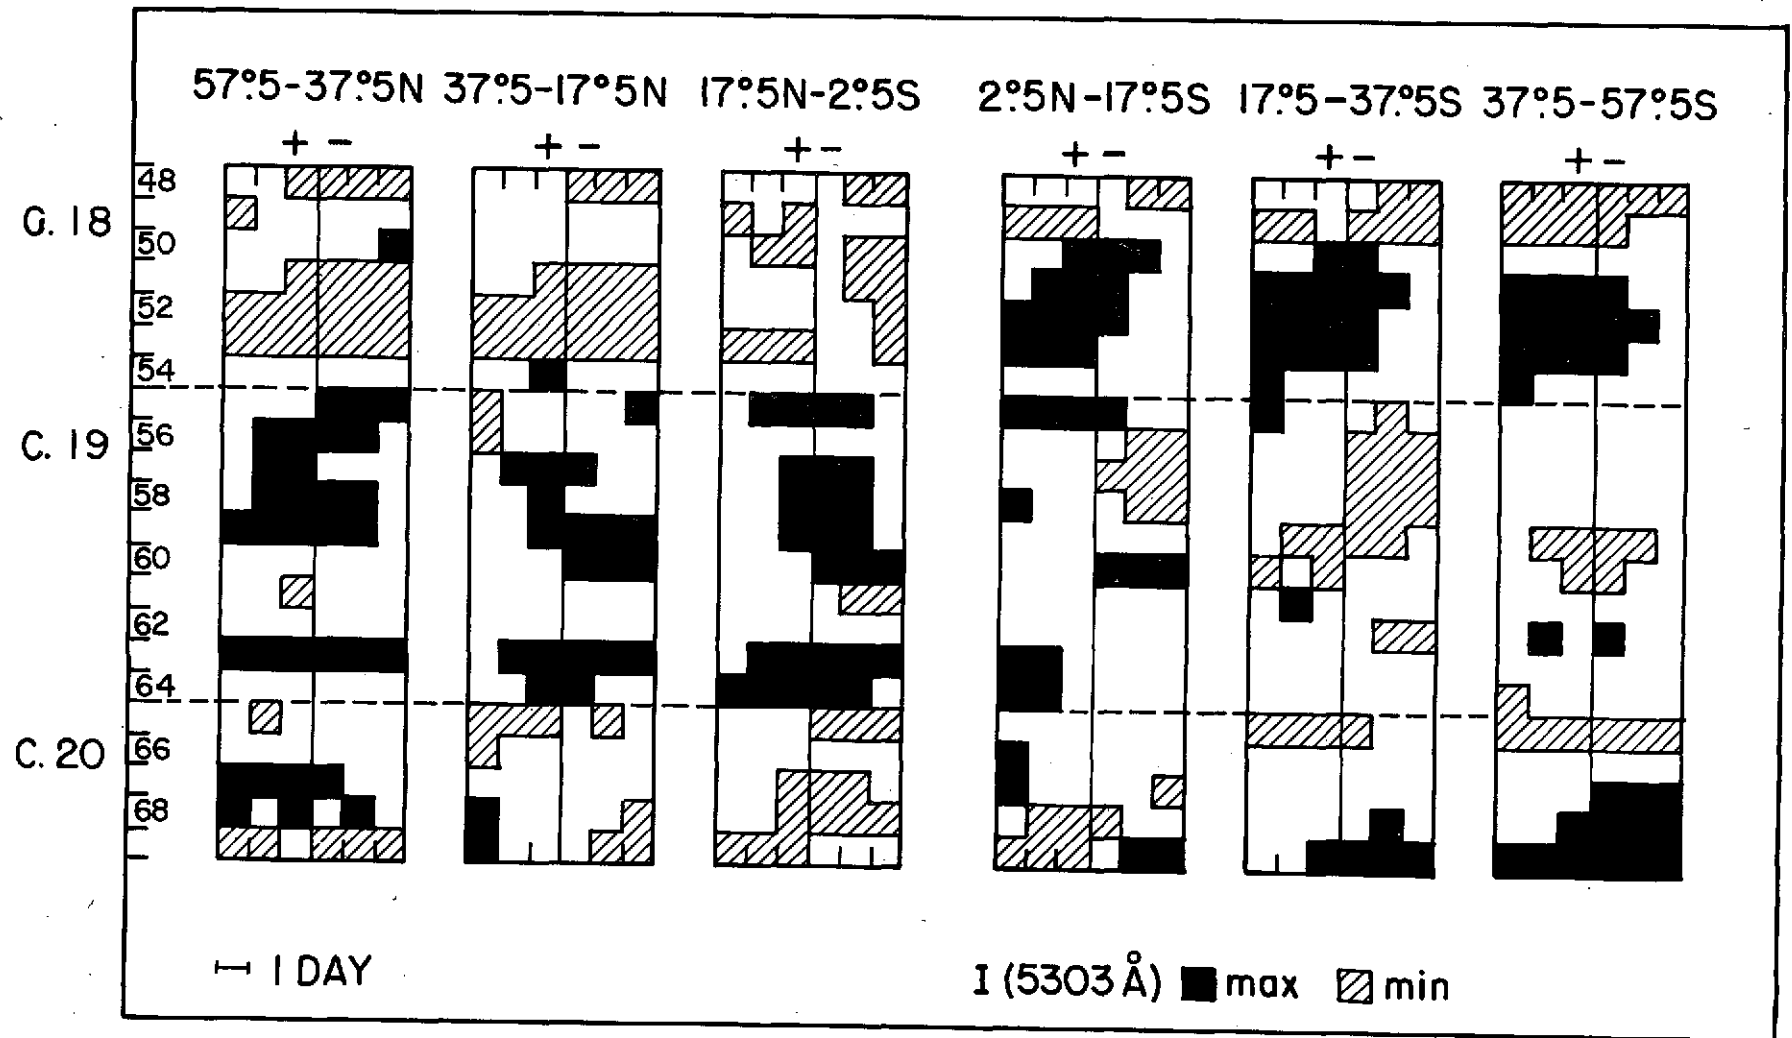 57°.5-37°.5N 37°.5-17°.5N 17°.5N-2°.5S 2°.5N-17°.5S 17°.5-37°.5S 37°.5-57°.5S
+ - + - + - + - + - + -
48
G. 18
50
52
54
C. 19
56
58
60
62
64
C. 20
66
68
1 DAY
I (5303 Å) max min